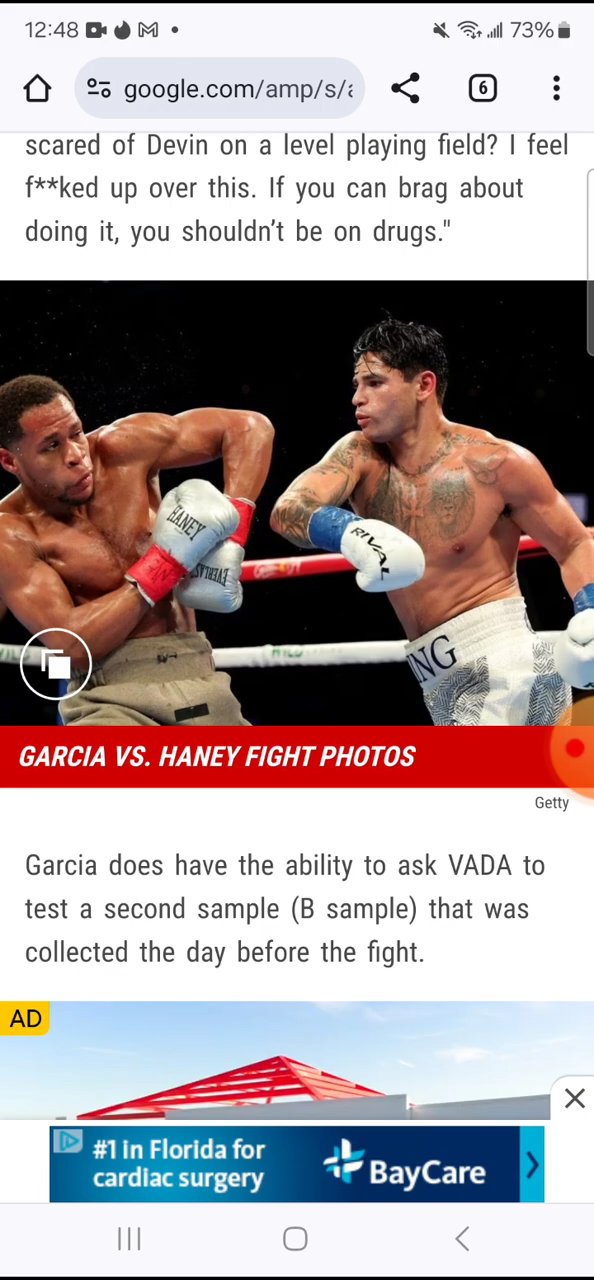 12:48
73%
google.com/amp/s/a
6
scared of Devin on a level playing field? I feel
f**ked up over this. If you can brag about
doing it, you shouldn't be on drugs."
HANEY
EVERLAST
RIVAL
NG
GARCIA VS. HANEY FIGHT PHOTOS
Getty
Garcia does have the ability to ask VADA to
test a second sample (B sample) that was
collected the day before the fight.
AD
#1 in Florida for
cardiac surgery
BayCare